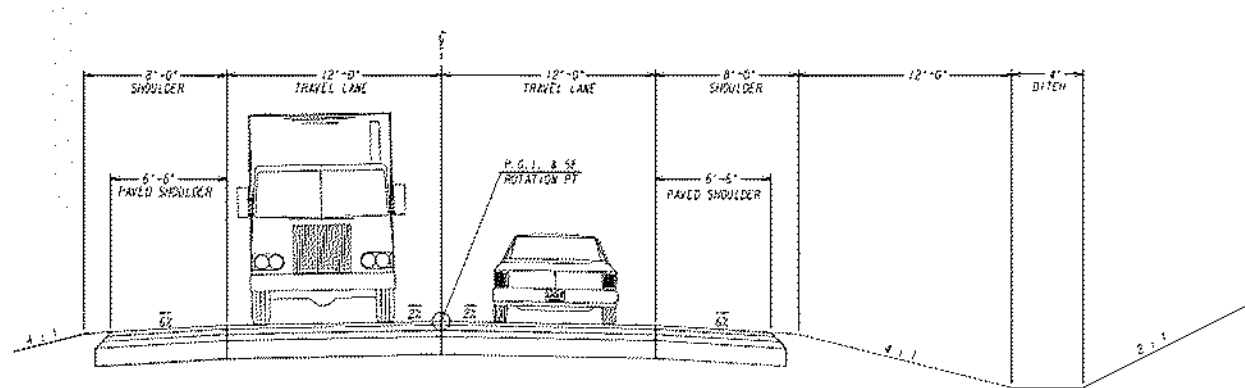 ℄
8'-0" 12'-0" 12'-0" 8'-0" 12'-0" 4'
SHOULDER TRAVEL LANE TRAVEL LANE SHOULDER DITCH
P.G.L. & SE
ROTATION PT
6'-6" 6'-6"
PAVED SHOULDER PAVED SHOULDER
6% 2% 2% 6%
4:1 4:1 2:1